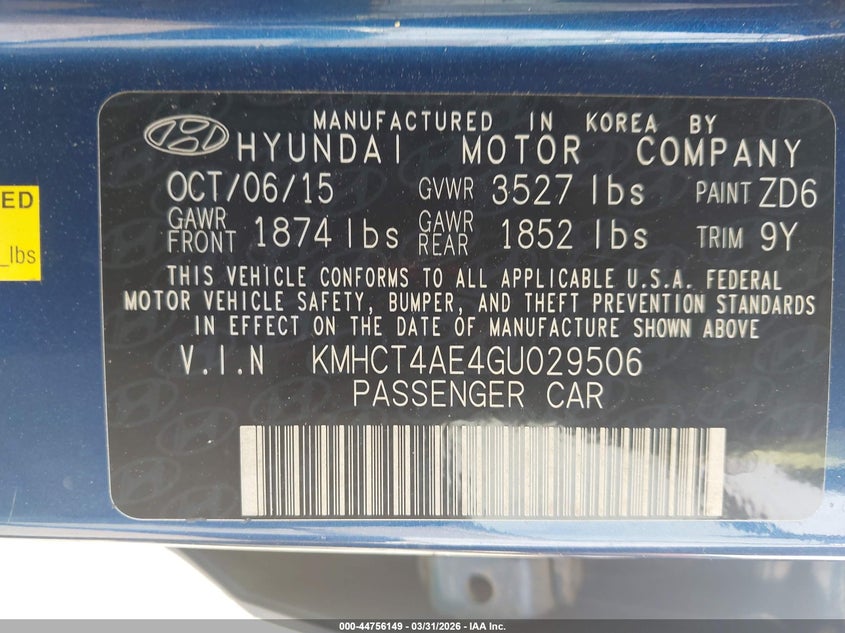 MANUFACTURED IN KOREA BY
HYUNDAI MOTOR COMPANY
OCT/06/15 GVWR 3527 lbs PAINT ZD6
GAWR FRONT 1874 lbs GAWR REAR 1852 lbs TRIM 9Y
THIS VEHICLE CONFORMS TO ALL APPLICABLE U.S.A. FEDERAL
MOTOR VEHICLE SAFETY, BUMPER, AND THEFT PREVENTION STANDARDS
IN EFFECT ON THE DATE OF MANUFACTURE SHOWN ABOVE
V.I.N KMHCT4AE4GU029506
PASSENGER CAR
ED
_lbs
000-44756149 - 03/31/2026 - IAA Inc.